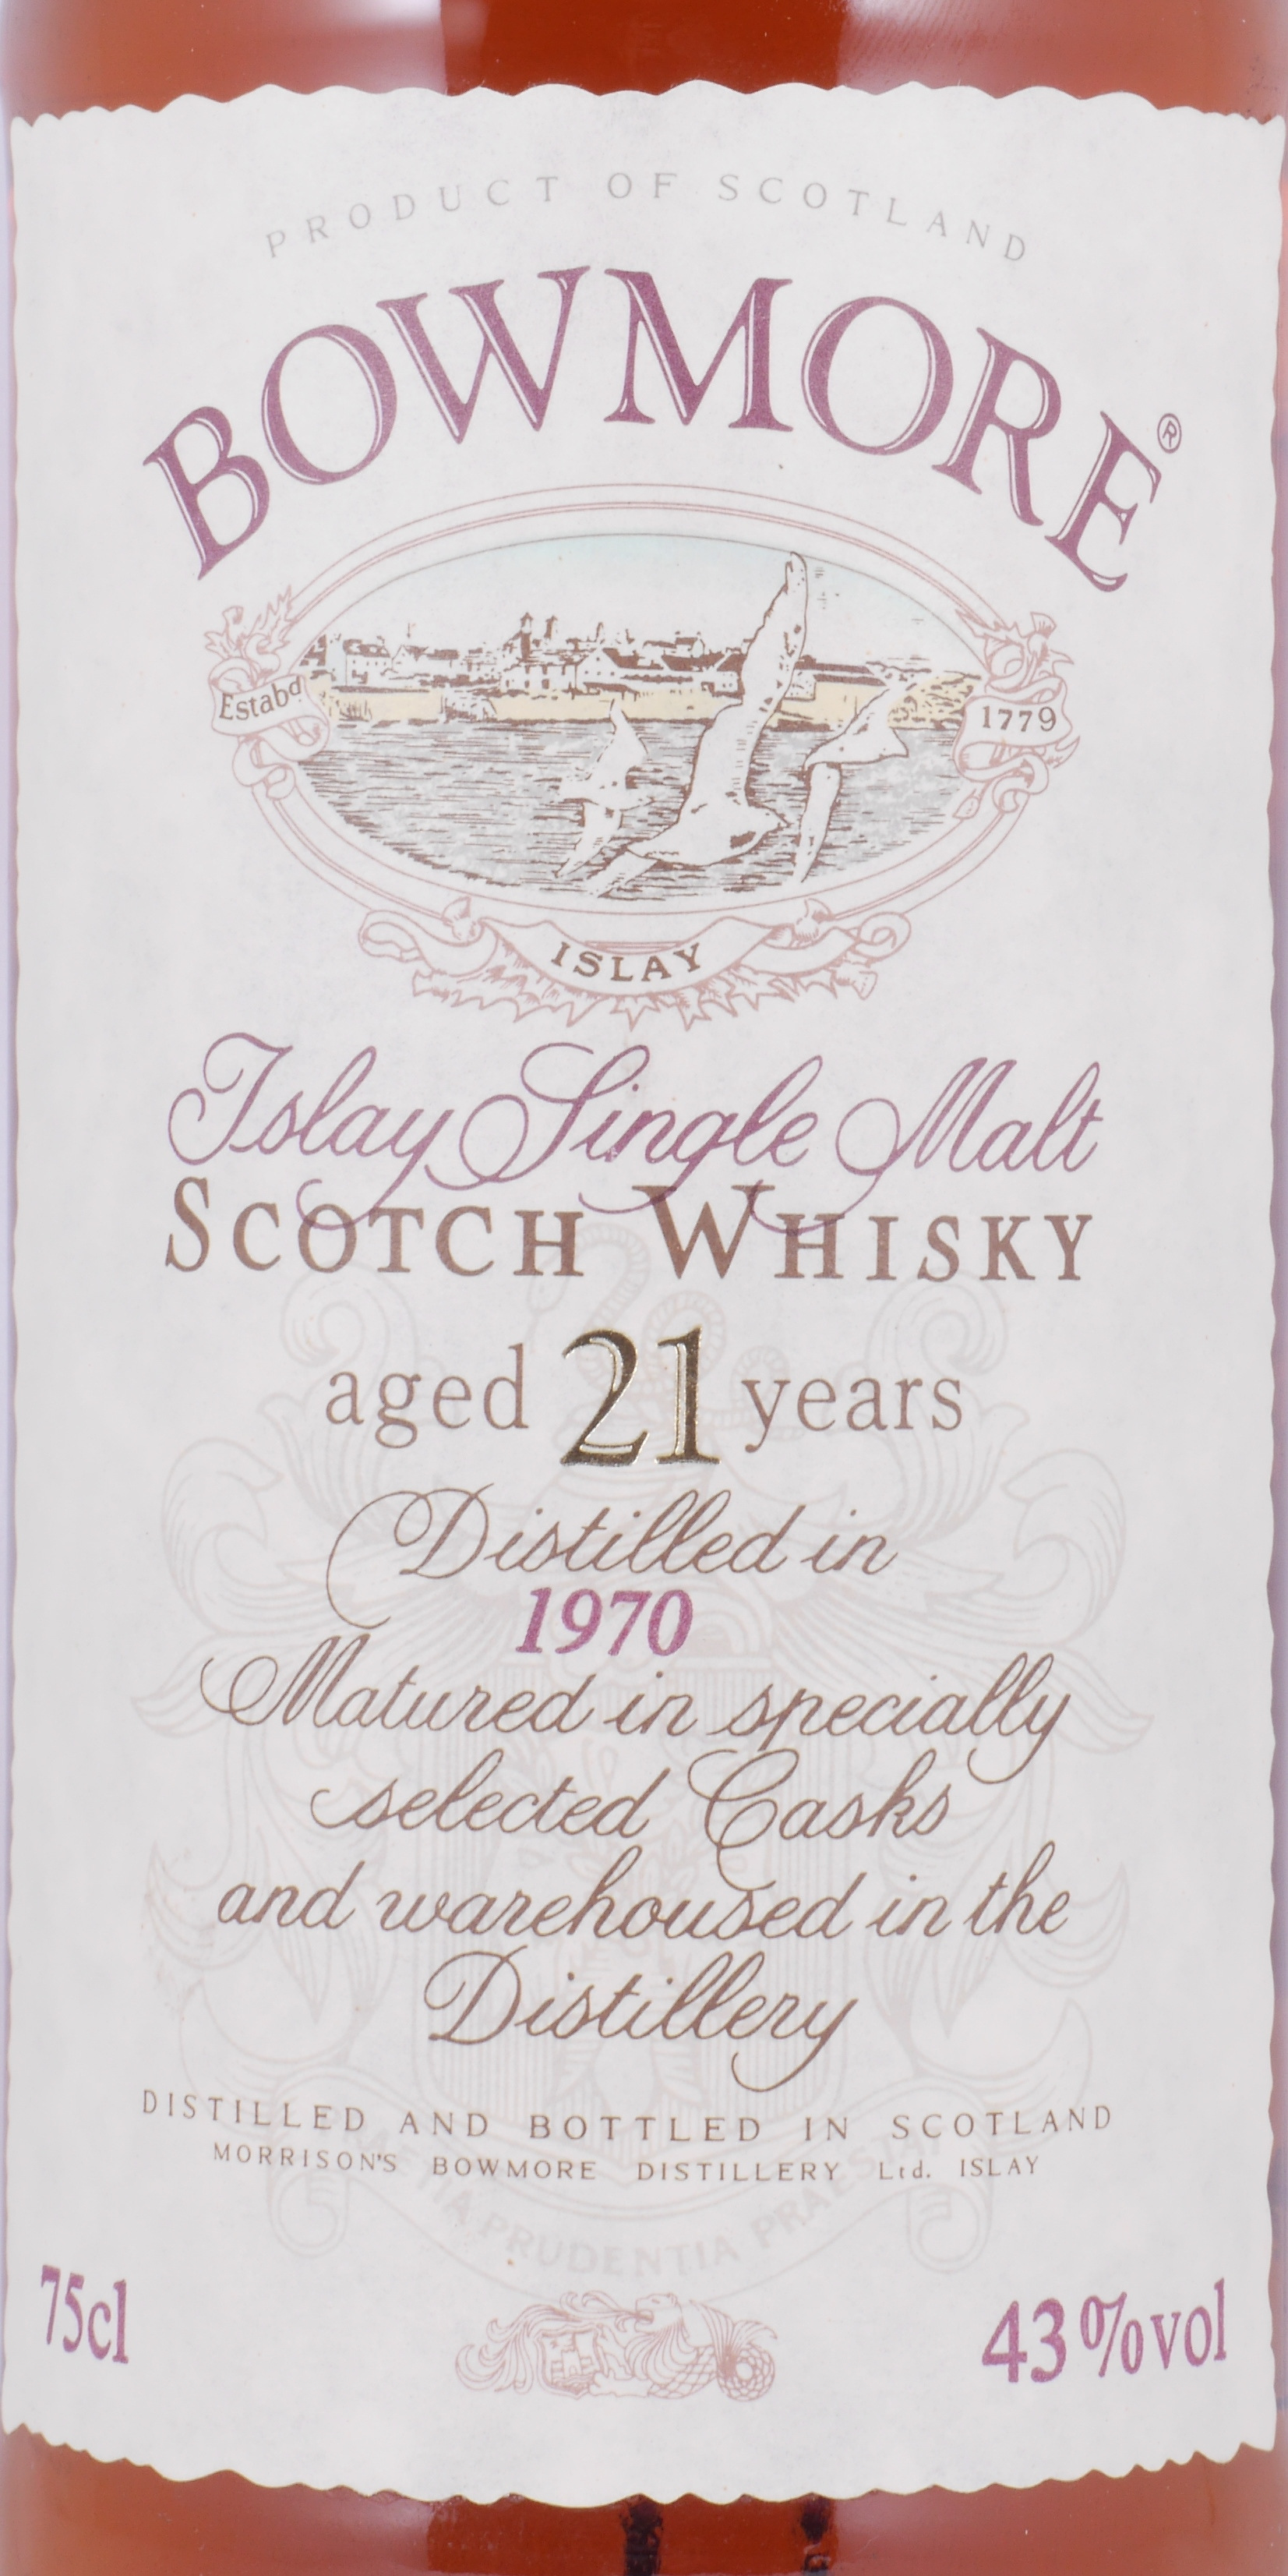 PRODUCT OF SCOTLAND
BOWMORE®
Estabd 1779
ISLAY
Islay Single Malt
SCOTCH WHISKY
aged 21 years
Distilled in
1970
Matured in specially
selected Casks
and warehoused in the
Distillery
DISTILLED AND BOTTLED IN SCOTLAND
MORRISON'S BOWMORE DISTILLERY Ltd. ISLAY
PRUDENTIA
75cl 43%vol